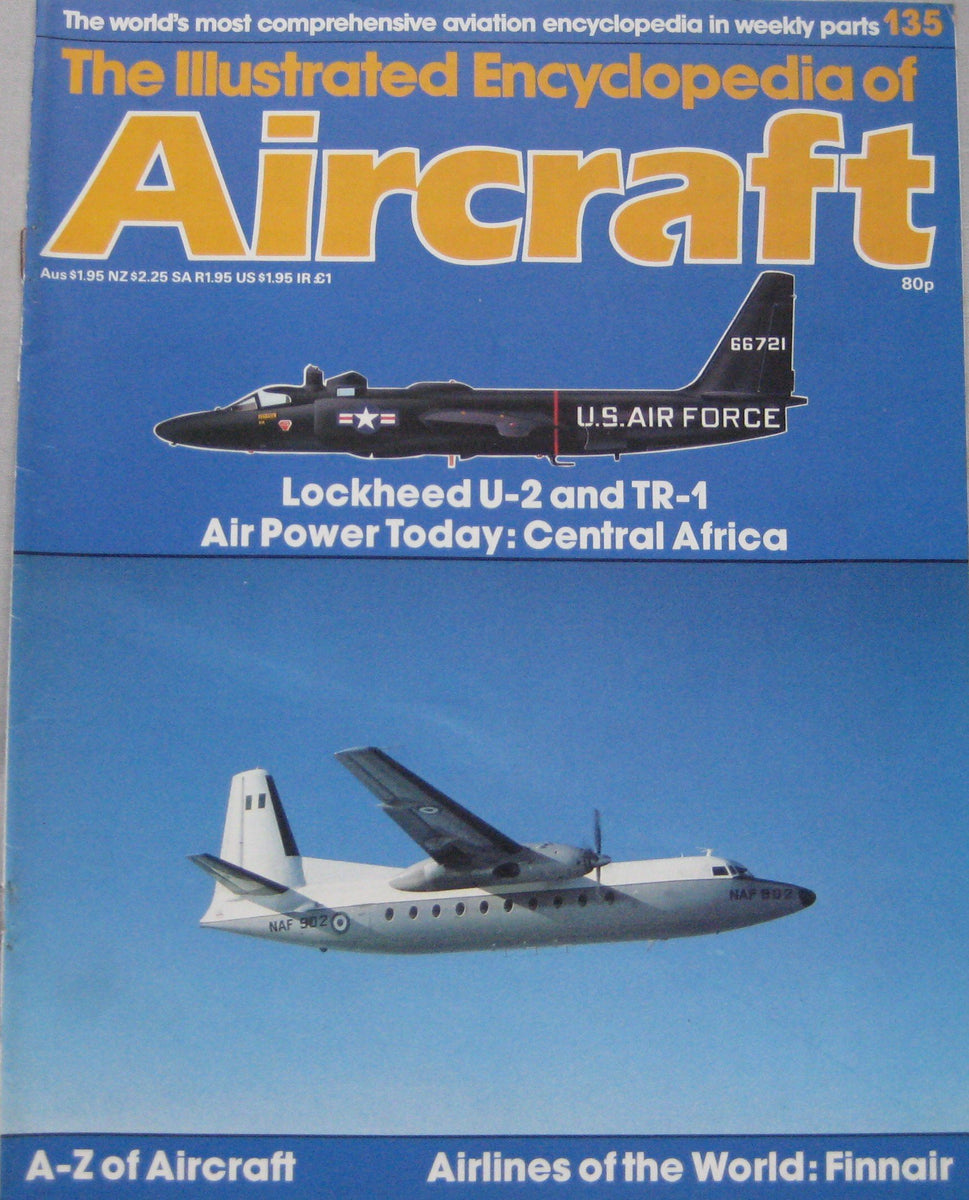 The world's most comprehensive aviation encyclopedia in weekly parts 135
The Illustrated Encyclopedia of
Aircraft
Aus $1.95 NZ $2.25 SA R1.95 US $1.95 IR £1
80p
66721
U.S. AIR FORCE
Lockheed U-2 and TR-1
Air Power Today: Central Africa
NAF 902
NAF 902
A-Z of Aircraft
Airlines of the World: Finnair